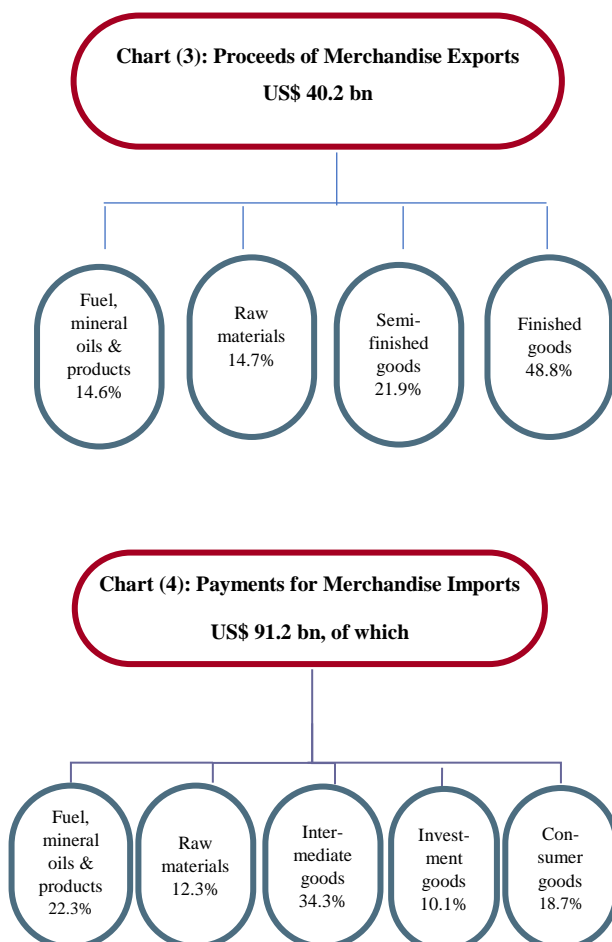 Chart (3): Proceeds of Merchandise Exports
US$ 40.2 bn
Fuel,
mineral
oils &
products
14.6%
Raw
materials
14.7%
Semi-
finished
goods
21.9%
Finished
goods
48.8%
Chart (4): Payments for Merchandise Imports
US$ 91.2 bn, of which
Fuel,
mineral
oils &
products
22.3%
Raw
materials
12.3%
Inter-
mediate
goods
34.3%
Invest-
ment
goods
10.1%
Con-
sumer
goods
18.7%